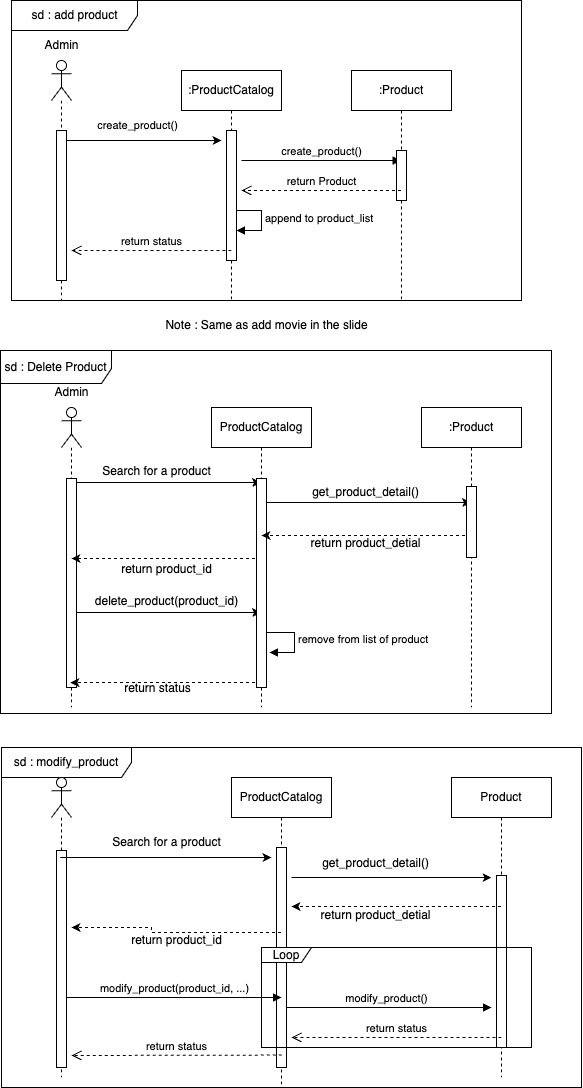 sd : add product
Admin
:ProductCatalog
:Product
create_product()
create_product()
return Product
append to product_list
return status
Note : Same as add movie in the slide
sd : Delete Product
Admin
ProductCatalog
:Product
Search for a product
get_product_detail()
return product_detial
return product_id
delete_product(product_id)
remove from list of product
return status
sd : modify_product
ProductCatalog
Product
Search for a product
get_product_detail()
return product_detial
return product_id
Loop
modify_product(product_id, ...)
modify_product()
return status
return status